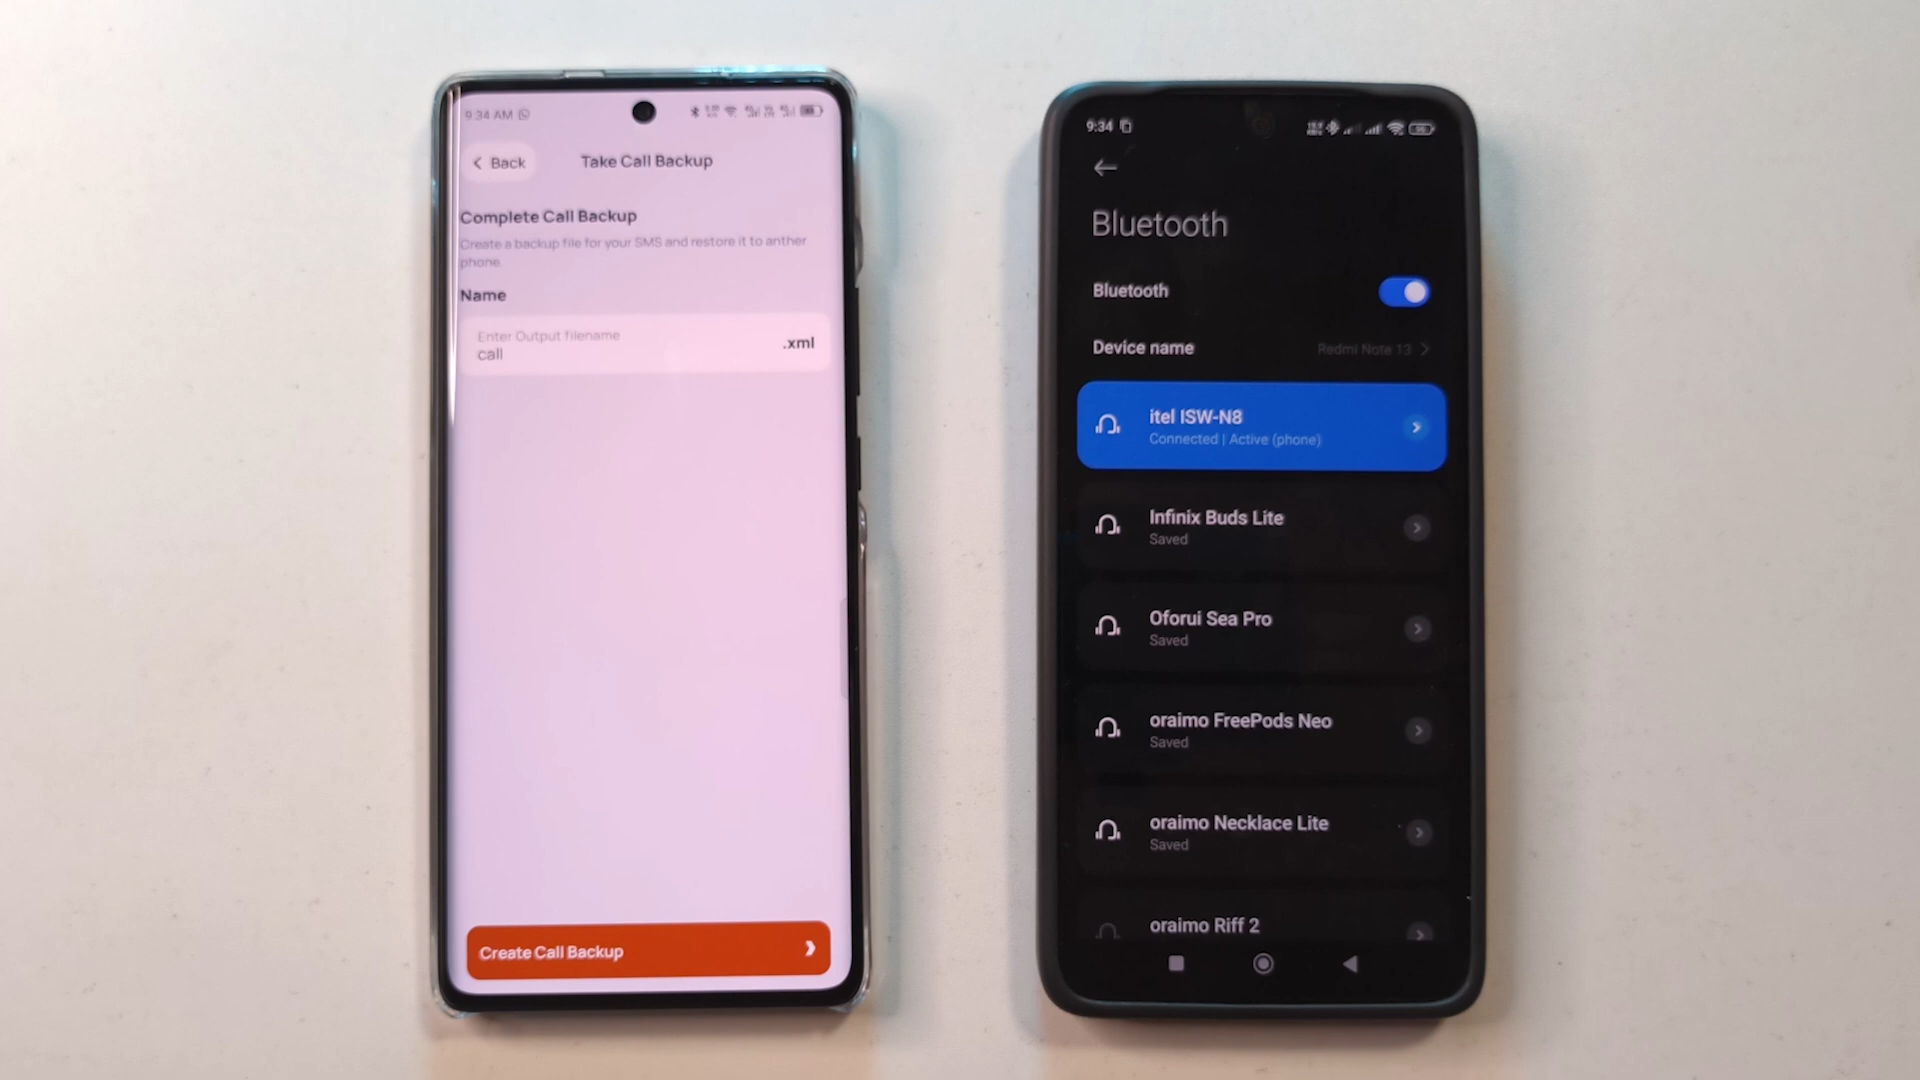 9:34 AM
Back
Take Call Backup
Complete Call Backup
Create a backup file for your SMS and restore it to anther
phone.
Name
Enter Output filename
call
.xml
Create Call Backup
9:34
Bluetooth
Bluetooth
Device name
Redmi Note 13
itel ISW-N8
Connected | Active (phone)
Infinix Buds Lite
Saved
Oforui Sea Pro
Saved
oraimo FreePods Neo
Saved
oraimo Necklace Lite
Saved
oraimo Riff 2